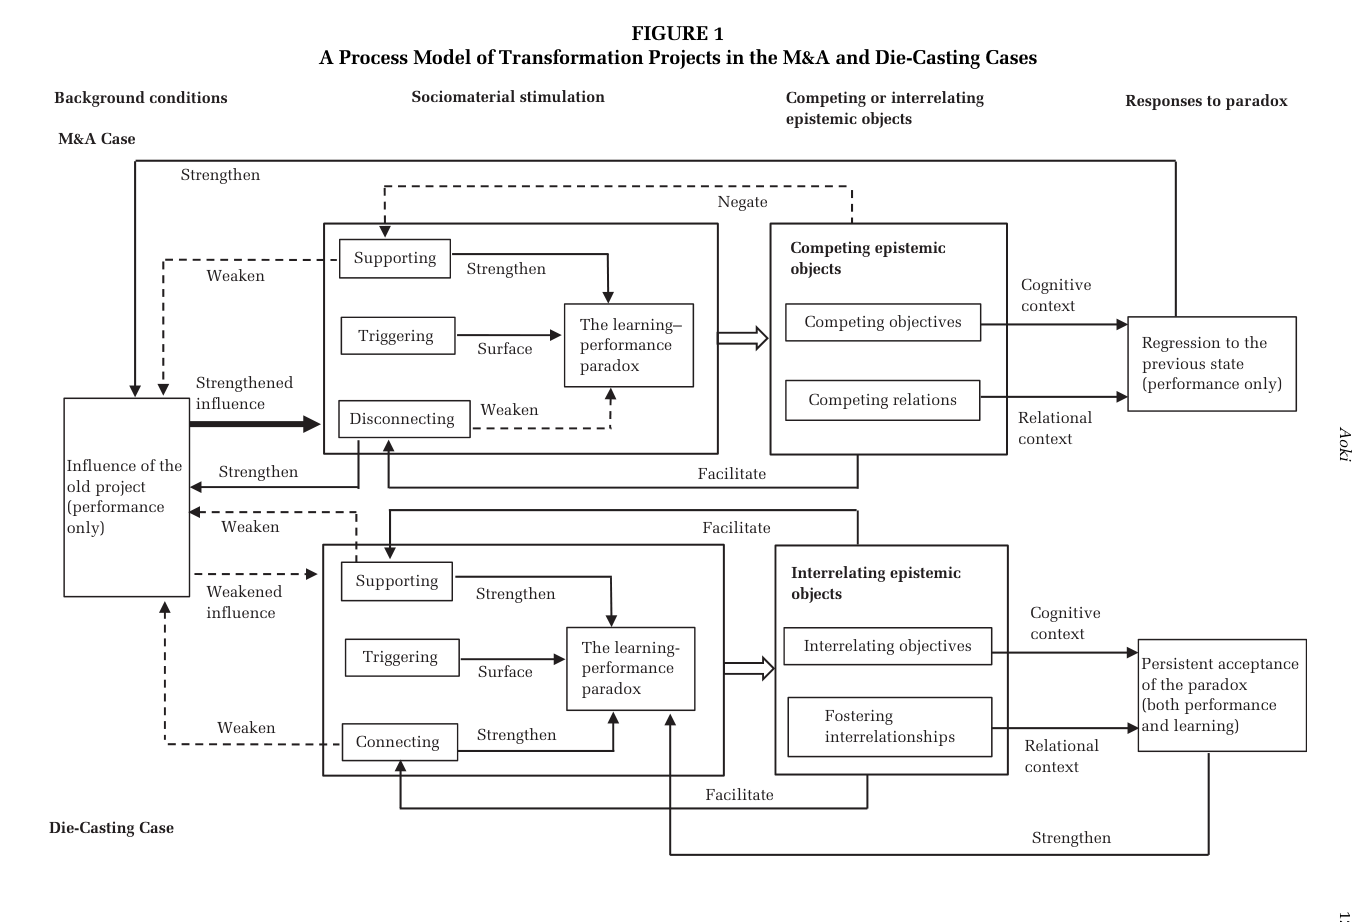 FIGURE 1
A Process Model of Transformation Projects in the M&A and Die-Casting Cases
Background conditions
Sociomaterial stimulation
Competing or interrelating
epistemic objects
Responses to paradox
M&A Case
Strengthen
Negate
Supporting
Strengthen
Weaken
Triggering
Surface
The learning–
performance
paradox
Disconnecting
Weaken
Strengthened
influence
Competing epistemic
objects
Competing objectives
Competing relations
Cognitive
context
Relational
context
Regression to the
previous state
(performance only)
Influence of the
old project
(performance
only)
Strengthen
Facilitate
Weaken
Facilitate
Weakened
influence
Supporting
Strengthen
Triggering
Surface
The learning-
performance
paradox
Connecting
Strengthen
Weaken
Interrelating epistemic
objects
Interrelating objectives
Fostering
interrelationships
Cognitive
context
Relational
context
Persistent acceptance
of the paradox
(both performance
and learning)
Facilitate
Strengthen
Die-Casting Case
Aoki